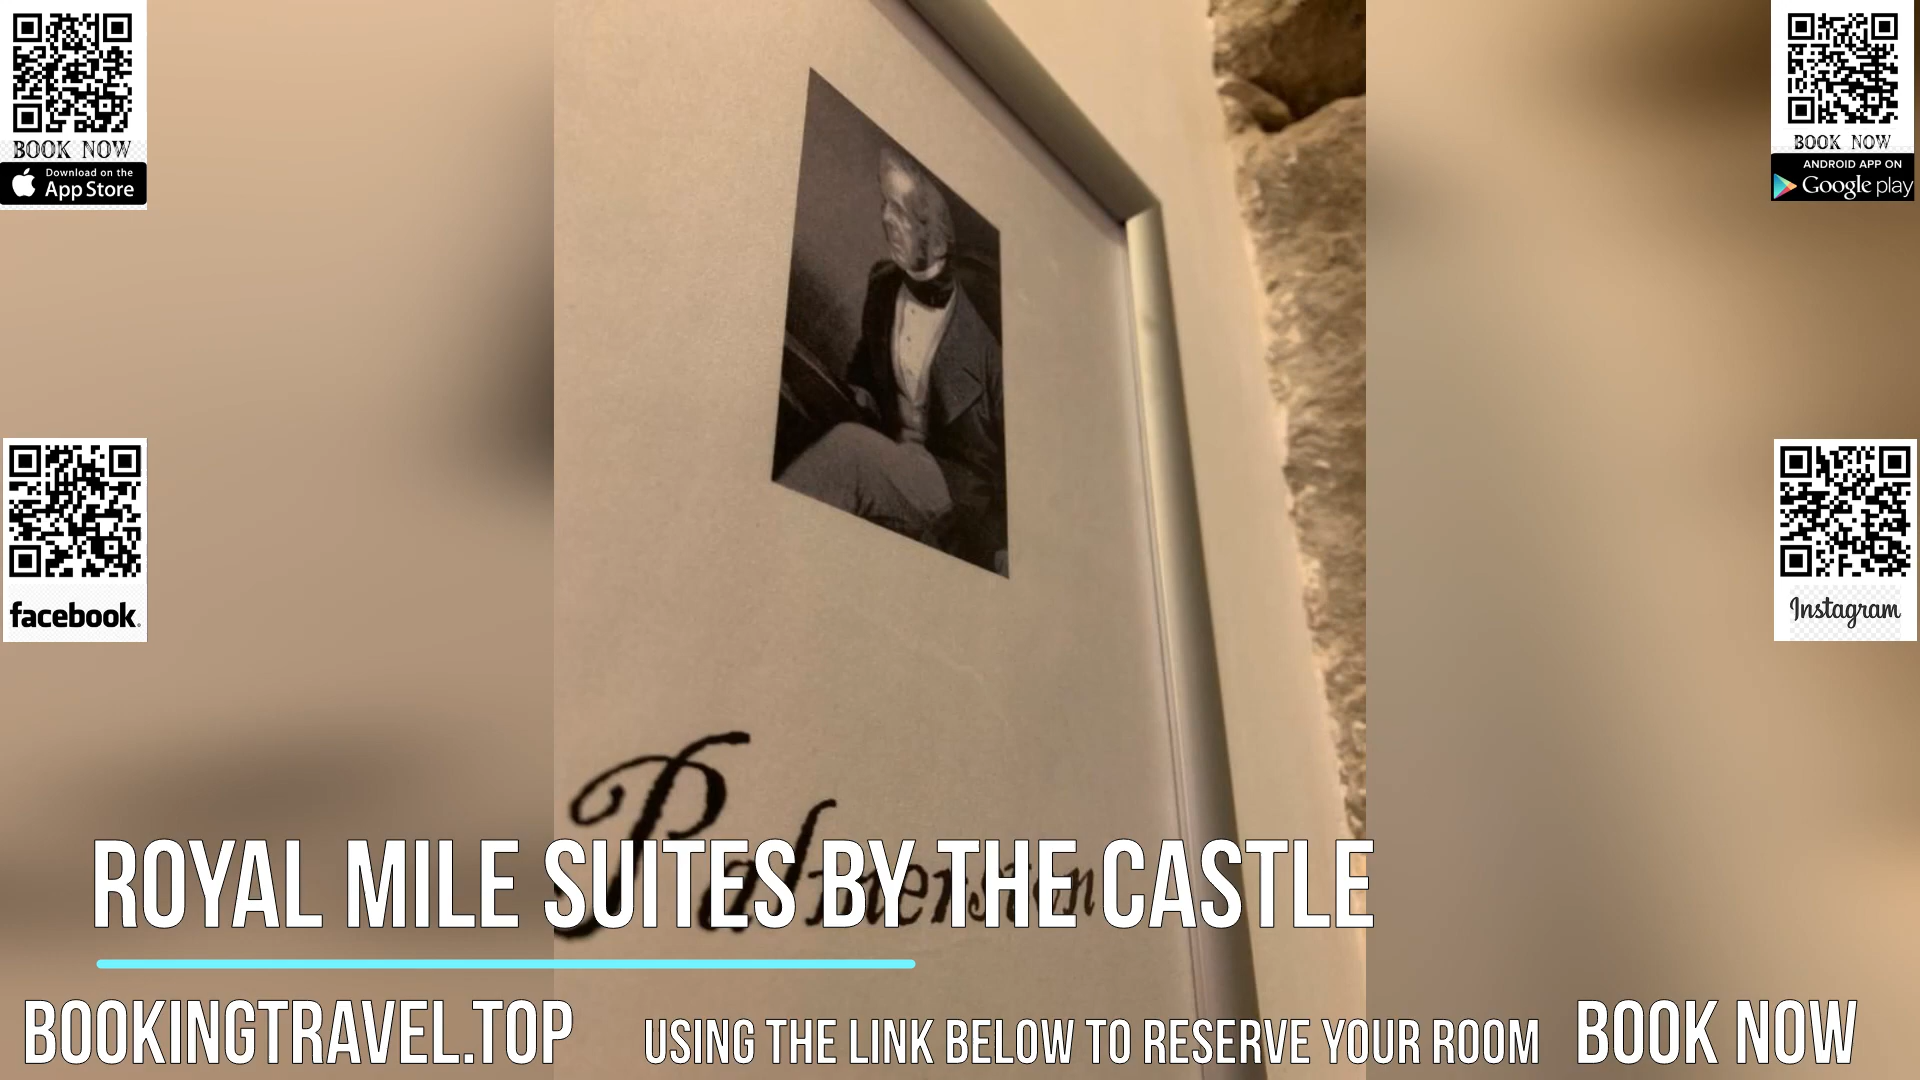 BOOK NOW
Download on the
App Store
BOOK NOW
ANDROID APP ON
Google play
facebook.
Instagram
Palmerston
ROYAL MILE SUITES BY THE CASTLE
BOOKINGTRAVEL.TOP
USING THE LINK BELOW TO RESERVE YOUR ROOM
BOOK NOW